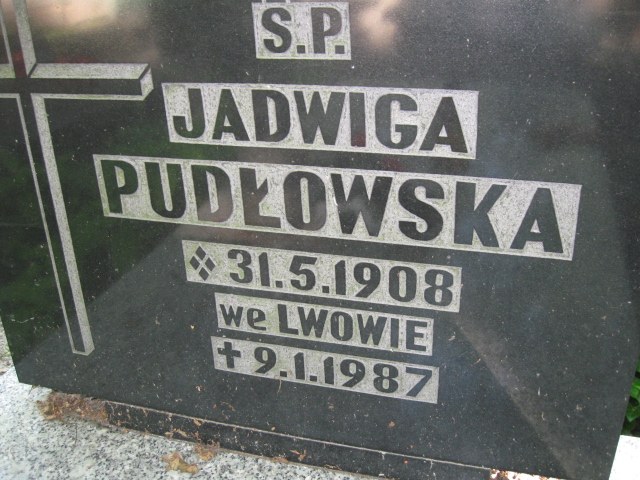 Ś.P.
JADWIGA
PUDŁOWSKA
31.5.1908
we LWOWIE
✝ 9.1.1987